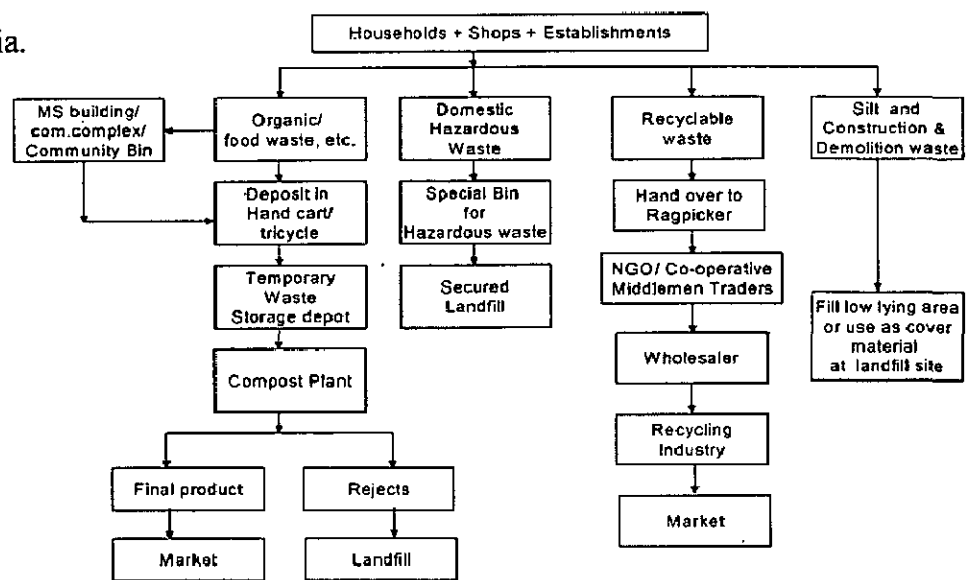 ia.
Households + Shops + Establishments
MS building/
com.complex/
Community Bin
Organic/
food waste, etc.
Domestic
Hazardous
Waste
Recyclable
waste
Silt and
Construction &
Demolition waste
Deposit in
Hand cart/
tricycle
Special Bin
for
Hazardous waste
Hand over to
Ragpicker
Temporary
Waste
Storage depot
Secured
Landfill
NGO/ Co-operative
Middlemen Traders
Fill low lying area
or use as cover
material
at landfill site
Compost Plant
Wholesaler
Recycling
Industry
Final product
Rejects
Market
Market
Landfill